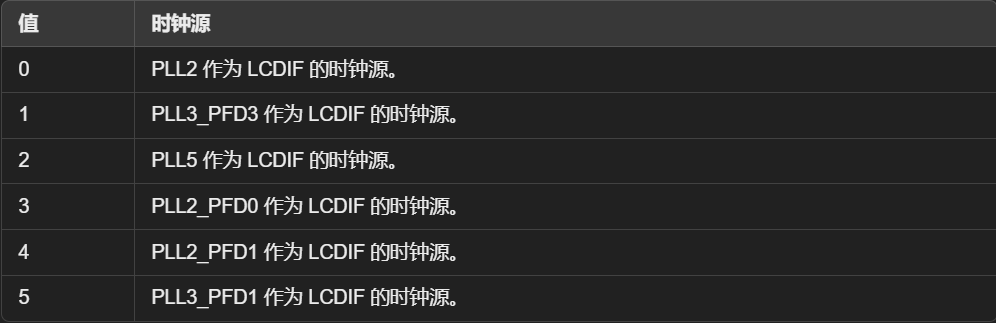 值 时钟源
0 PLL2 作为 LCDIF 的时钟源。
1 PLL3_PFD3 作为 LCDIF 的时钟源。
2 PLL5 作为 LCDIF 的时钟源。
3 PLL2_PFD0 作为 LCDIF 的时钟源。
4 PLL2_PFD1 作为 LCDIF 的时钟源。
5 PLL3_PFD1 作为 LCDIF 的时钟源。